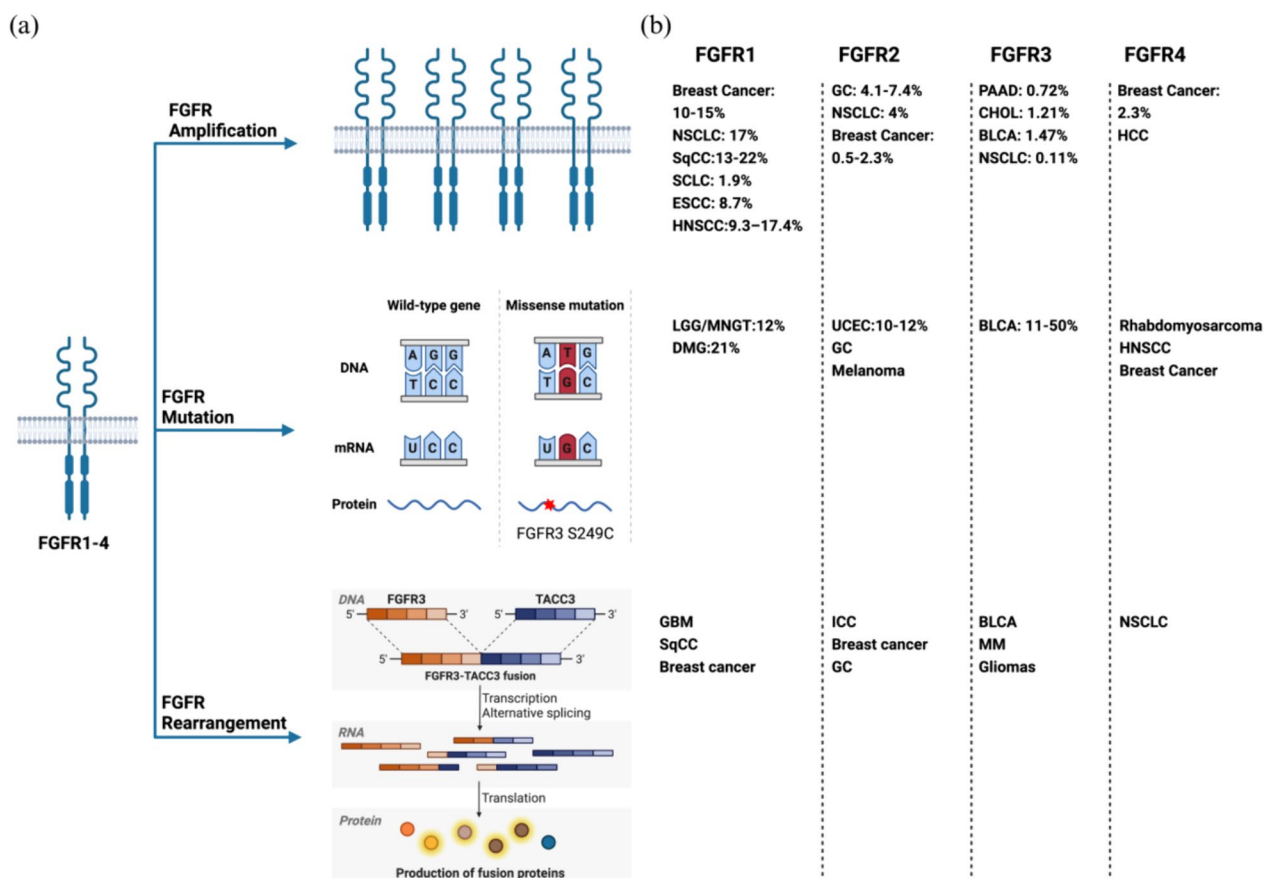 (a)
FGFR
Amplification
FGFR
Mutation
FGFR
Rearrangement
FGFR1-4
Wild-type gene
Missense mutation
DNA
A G G
T C C
A T G
T G C
mRNA
U C C
U G C
Protein
FGFR3 S249C
DNA
FGFR3
TACC3
5' 3'
5' 3'
5' 3'
FGFR3-TACC3 fusion
Transcription
Alternative splicing
RNA
Translation
Protein
Production of fusion proteins
(b)
FGFR1
FGFR2
FGFR3
FGFR4
Breast Cancer:
10-15%
NSCLC: 17%
SqCC:13-22%
SCLC: 1.9%
ESCC: 8.7%
HNSCC:9.3–17.4%
GC: 4.1-7.4%
NSCLC: 4%
Breast Cancer:
0.5-2.3%
PAAD: 0.72%
CHOL: 1.21%
BLCA: 1.47%
NSCLC: 0.11%
Breast Cancer:
2.3%
HCC
LGG/MNGT:12%
DMG:21%
UCEC:10-12%
GC
Melanoma
BLCA: 11-50%
Rhabdomyosarcoma
HNSCC
Breast Cancer
GBM
SqCC
Breast cancer
ICC
Breast cancer
GC
BLCA
MM
Gliomas
NSCLC